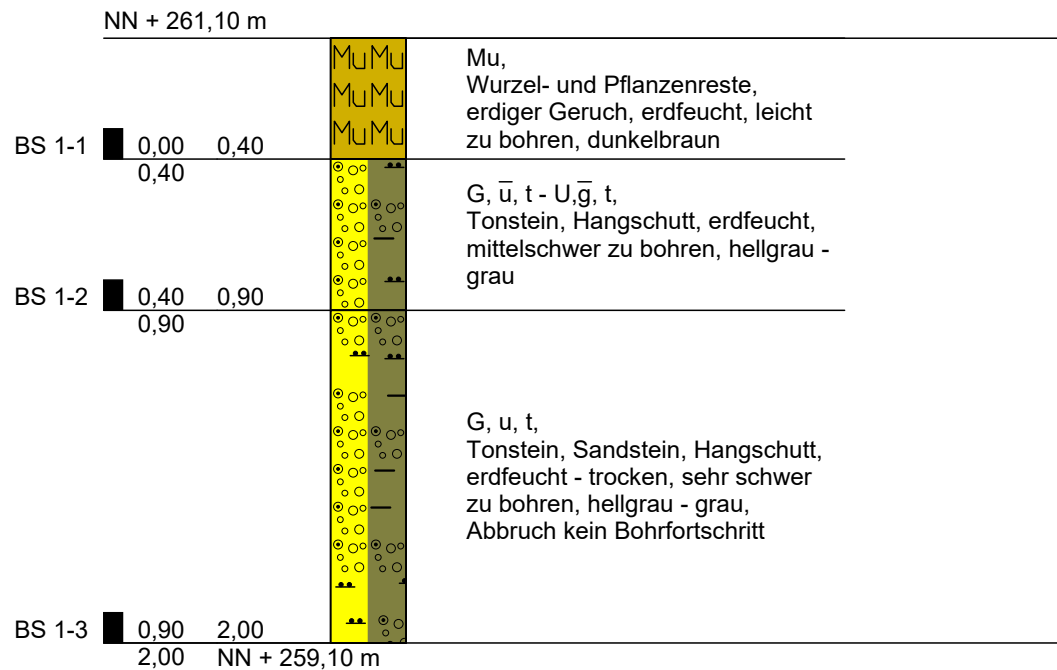 NN + 261,10 m
MuMu
MuMu
MuMu
Mu,
Wurzel- und Pflanzenreste,
erdiger Geruch, erdfeucht, leicht
zu bohren, dunkelbraun
BS 1-1 0,00 0,40
0,40
G, u̅, t - U,g̅, t,
Tonstein, Hangschutt, erdfeucht,
mittelschwer zu bohren, hellgrau -
grau
BS 1-2 0,40 0,90
0,90
G, u, t,
Tonstein, Sandstein, Hangschutt,
erdfeucht - trocken, sehr schwer
zu bohren, hellgrau - grau,
Abbruch kein Bohrfortschritt
BS 1-3 0,90 2,00
2,00 NN + 259,10 m